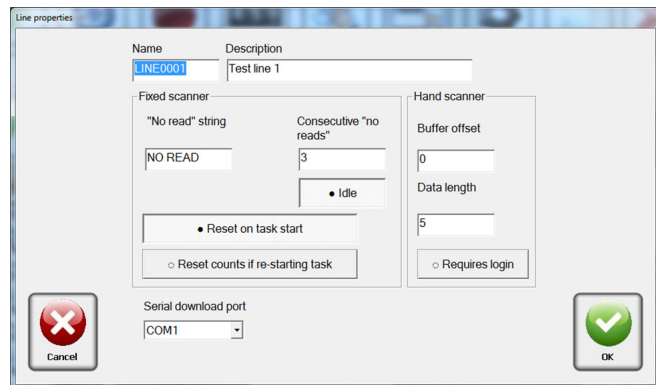 Line properties
Name
Description
LINE0001
Test line 1
Fixed scanner
Hand scanner
"No read" string
Consecutive "no
reads"
Buffer offset
NO READ
3
0
● Idle
Data length
● Reset on task start
5
○ Reset counts if re-starting task
○ Requires login
Serial download port
COM1
Cancel
OK